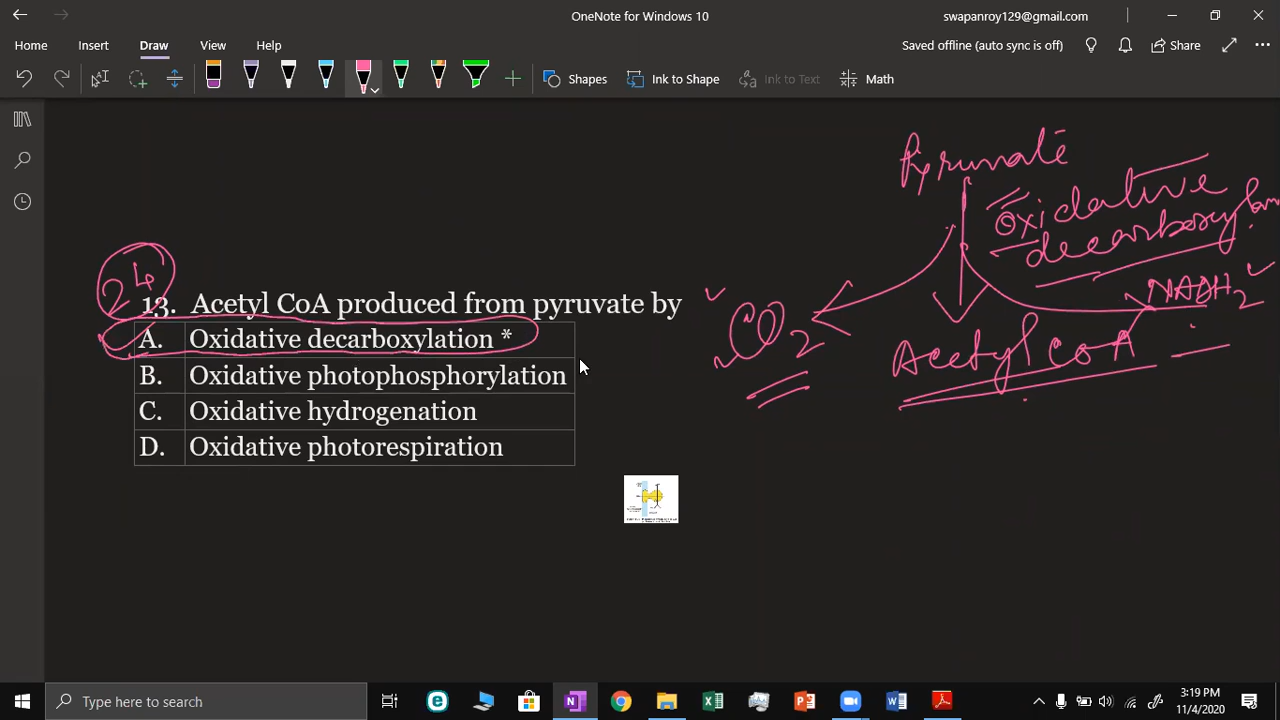 OneNote for Windows 10
swapanroy129@gmail.com
Home Insert Draw View Help
Saved offline (auto sync is off)
Share
Shapes
Ink to Shape
Ink to Text
Math
Pyruvate
Oxidative
decarboxylam
NADH2
CO2
Acetyl CoA
24
13. Acetyl CoA produced from pyruvate by
A. Oxidative decarboxylation *
B. Oxidative photophosphorylation
C. Oxidative hydrogenation
D. Oxidative photorespiration
Type here to search
3:19 PM
11/4/2020